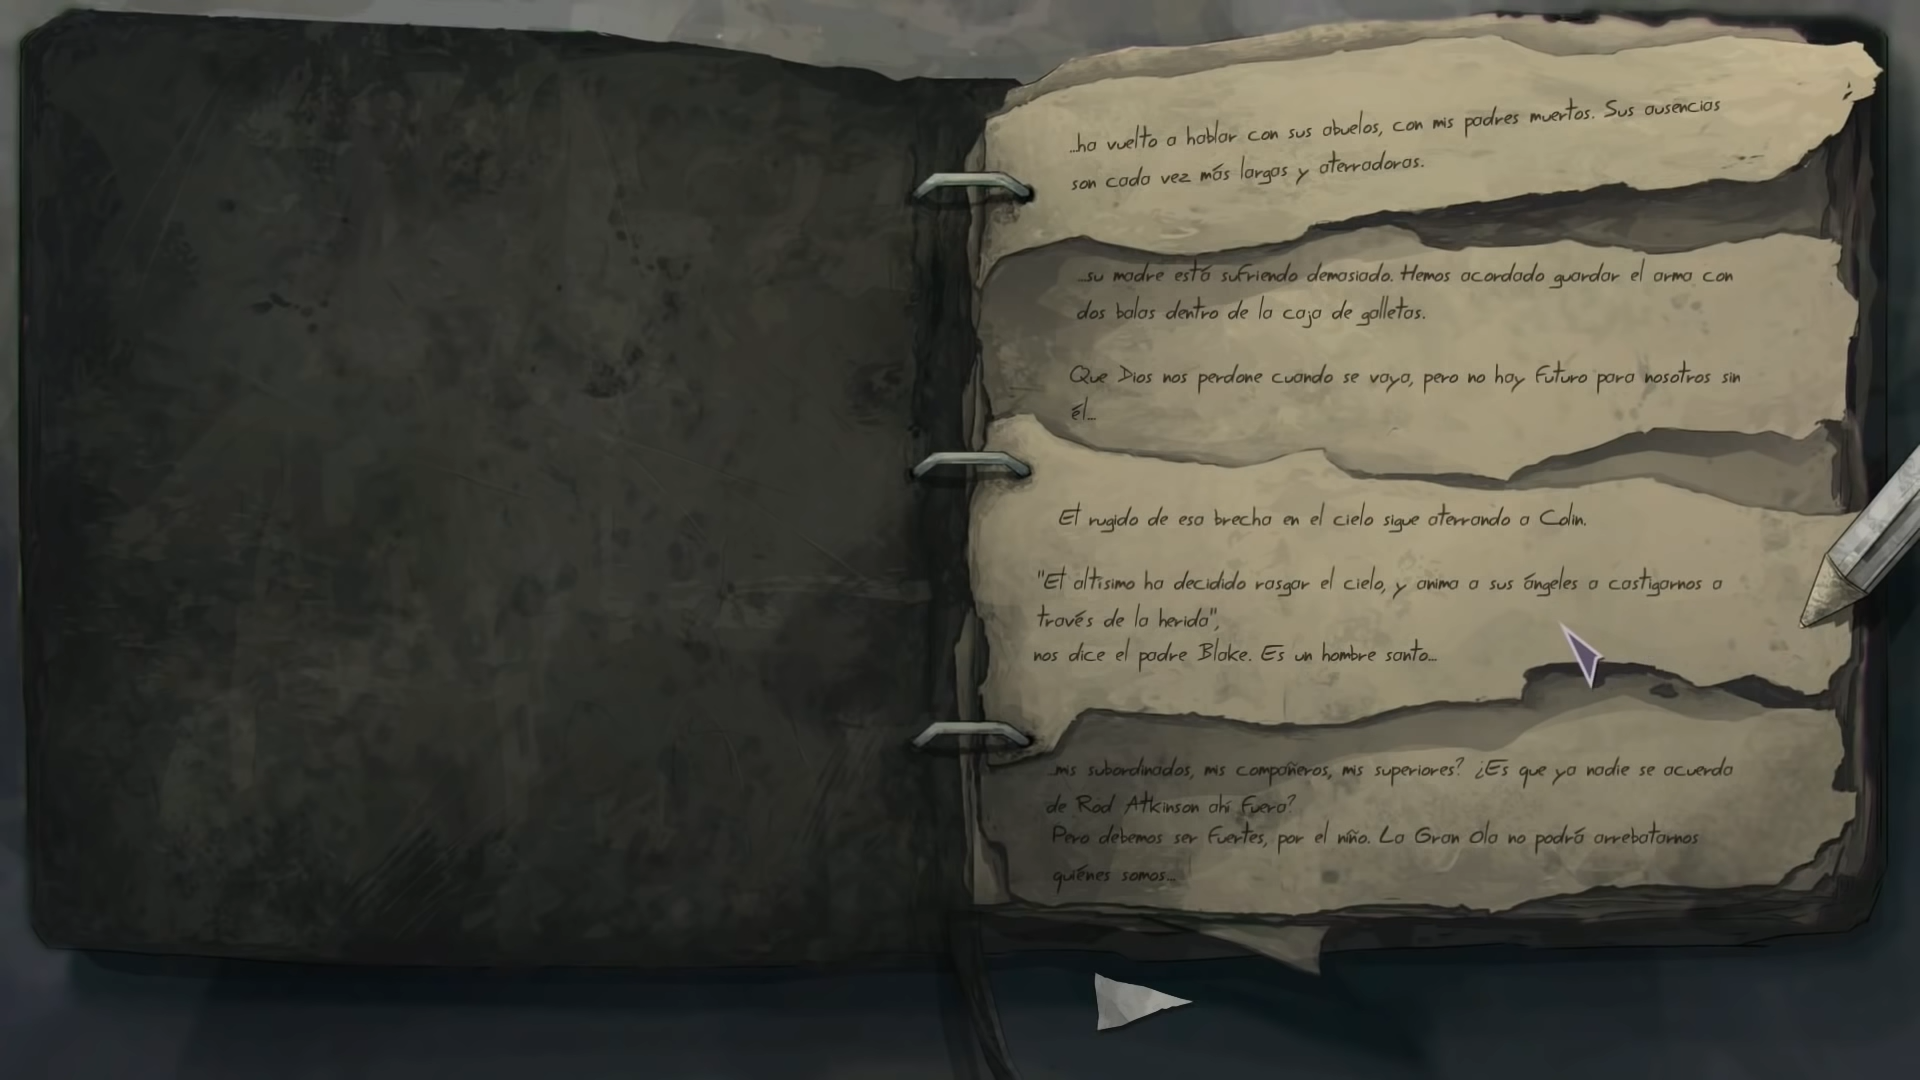 ...ha vuelto a hablar con sus abuelos, con mis padres muertos. Sus ausencias
son cada vez más largas y aterradoras.
...su madre está sufriendo demasiado. Hemos acordado guardar el arma con
dos balas dentro de la caja de galletas.
Que Dios nos perdone cuando se vaya, pero no hay futuro para nosotros sin
él...
El rugido de esa brecha en el cielo sigue aterrando a Colin.
"El altísimo ha decidido rasgar el cielo, y anima a sus ángeles a castigarnos a
través de la herida",
nos dice el padre Blake. Es un hombre santo...
...mis subordinados, mis compañeros, mis superiores? ¿Es que ya nadie se acuerda
de Rod Atkinson ahí fuera?
Pero debemos ser fuertes, por el niño. La Gran Ola no podrá arrebatarnos
quiénes somos...